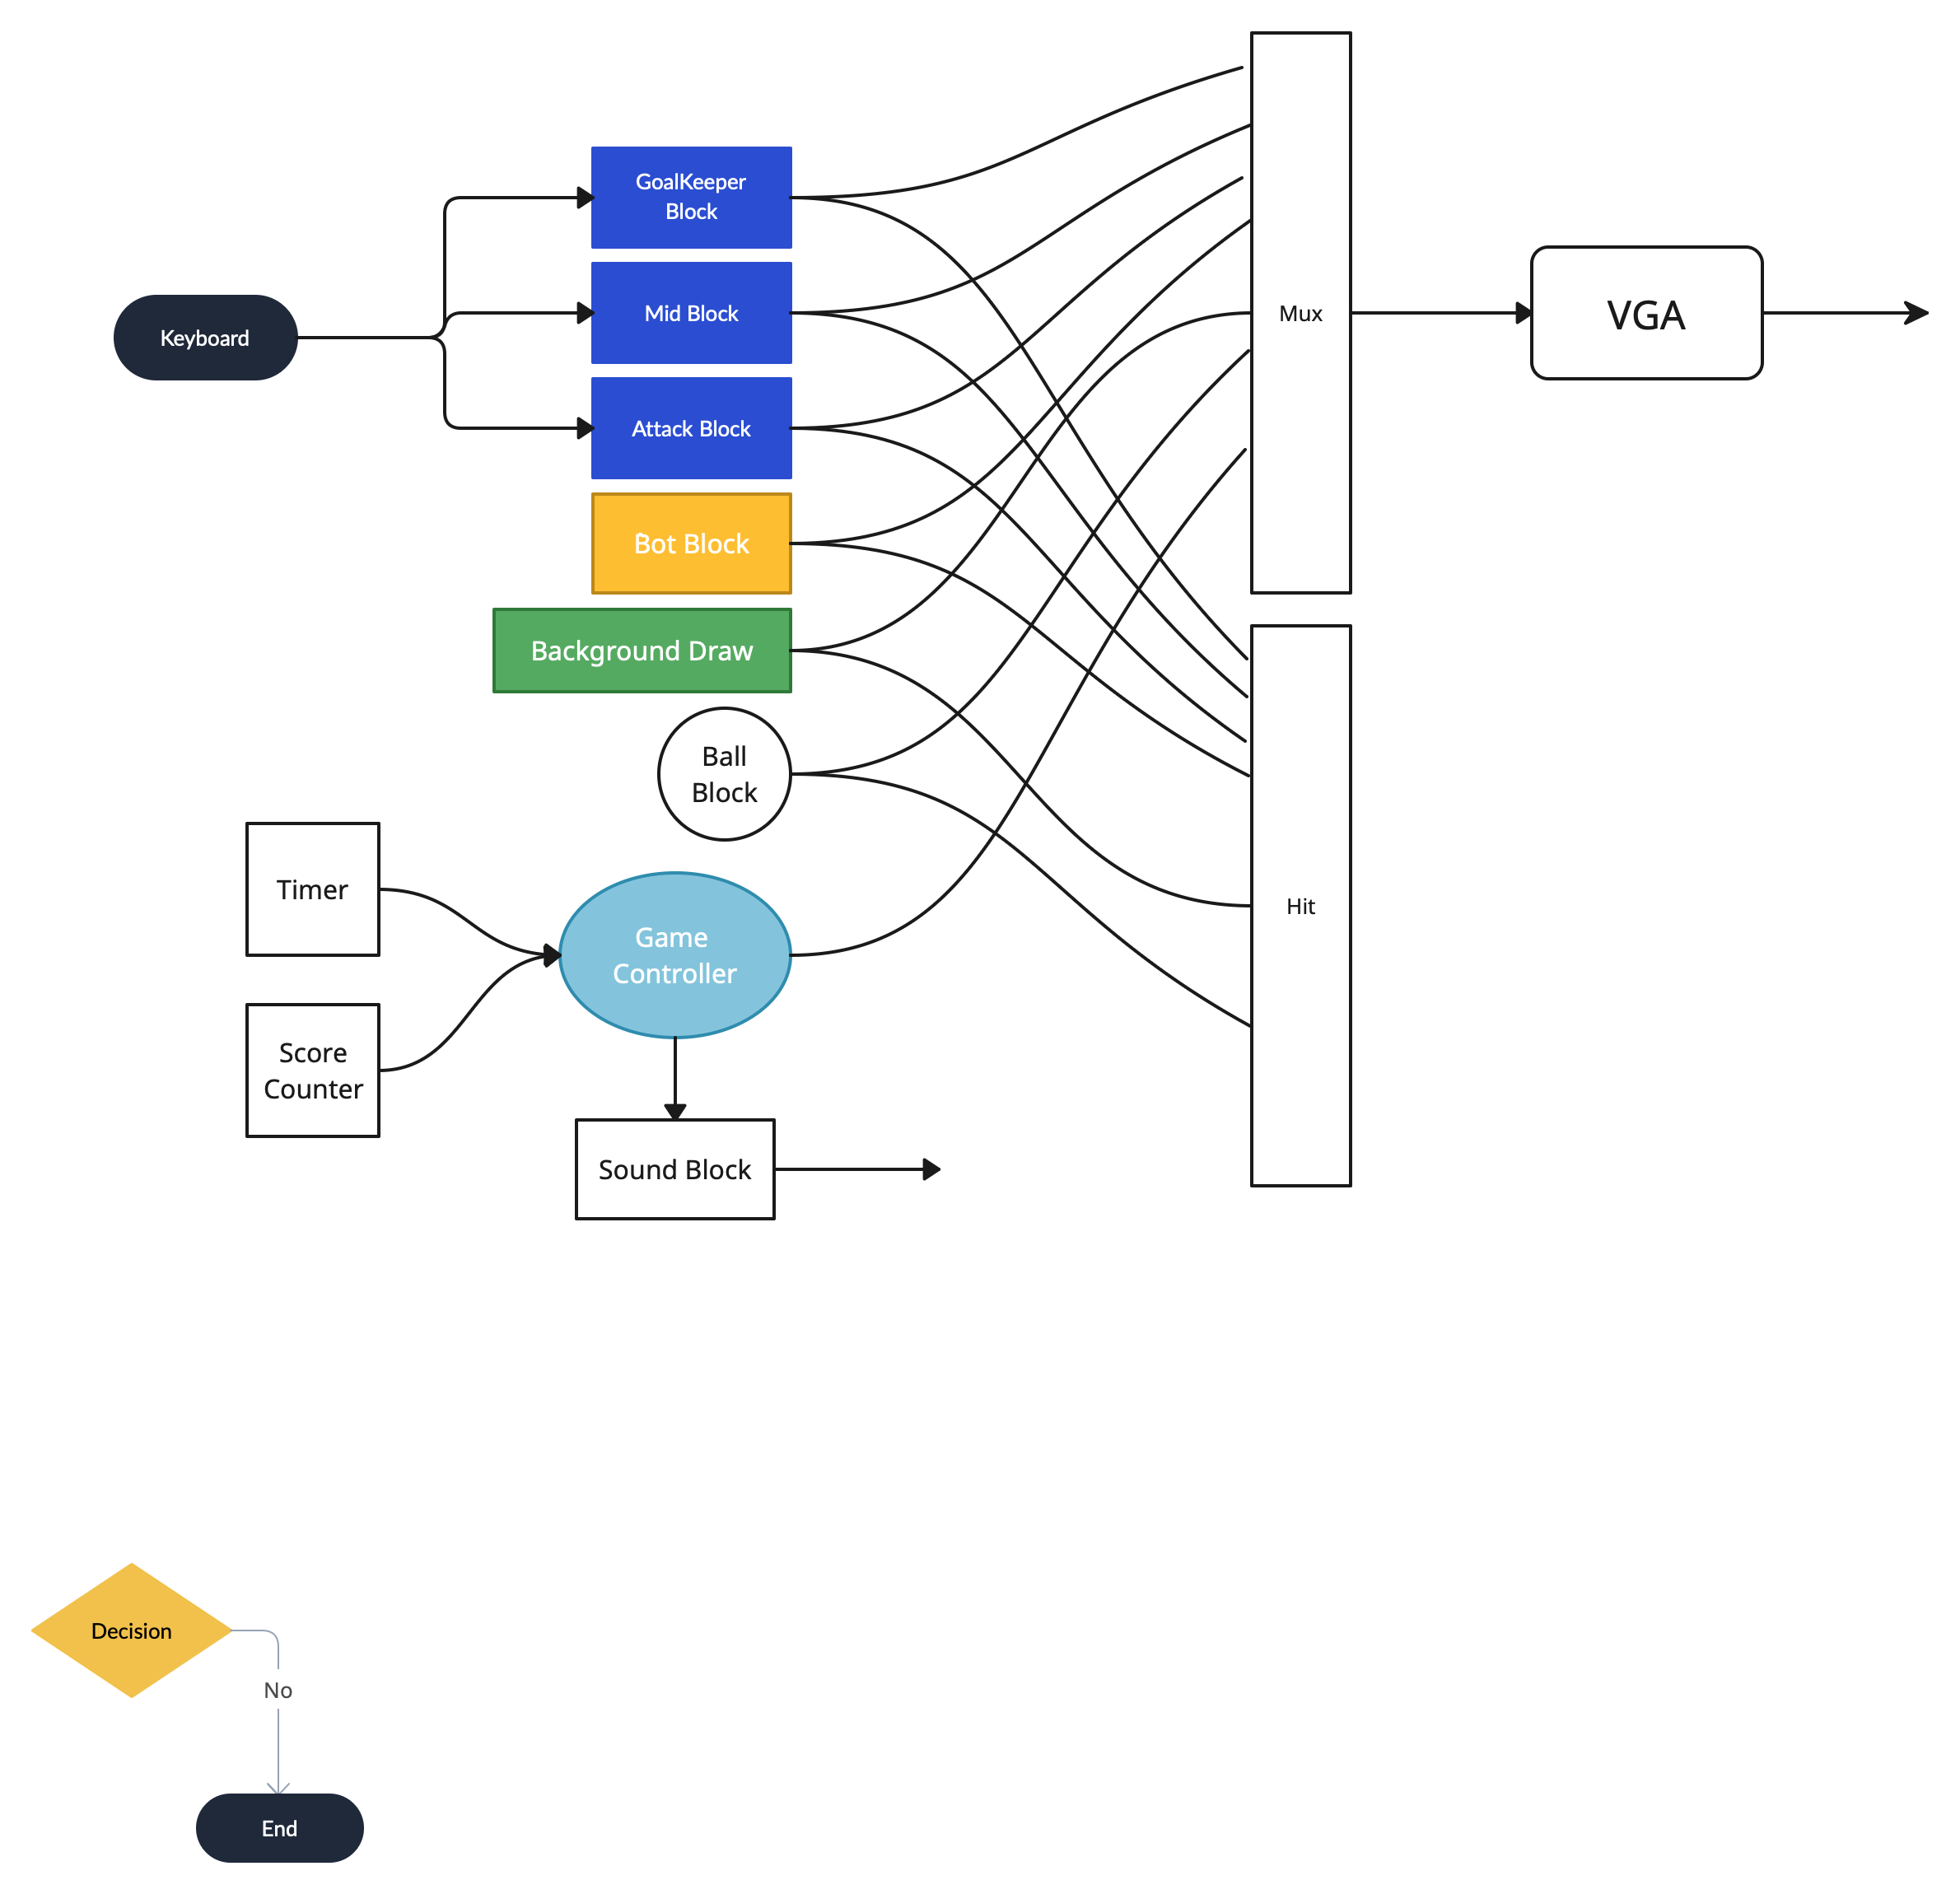 GoalKeeper
Block
Mid Block
Keyboard
Attack Block
Bot Block
Background Draw
Ball
Block
Timer
Game
Controller
Score
Counter
Sound Block
Mux
VGA
Hit
Decision
No
End